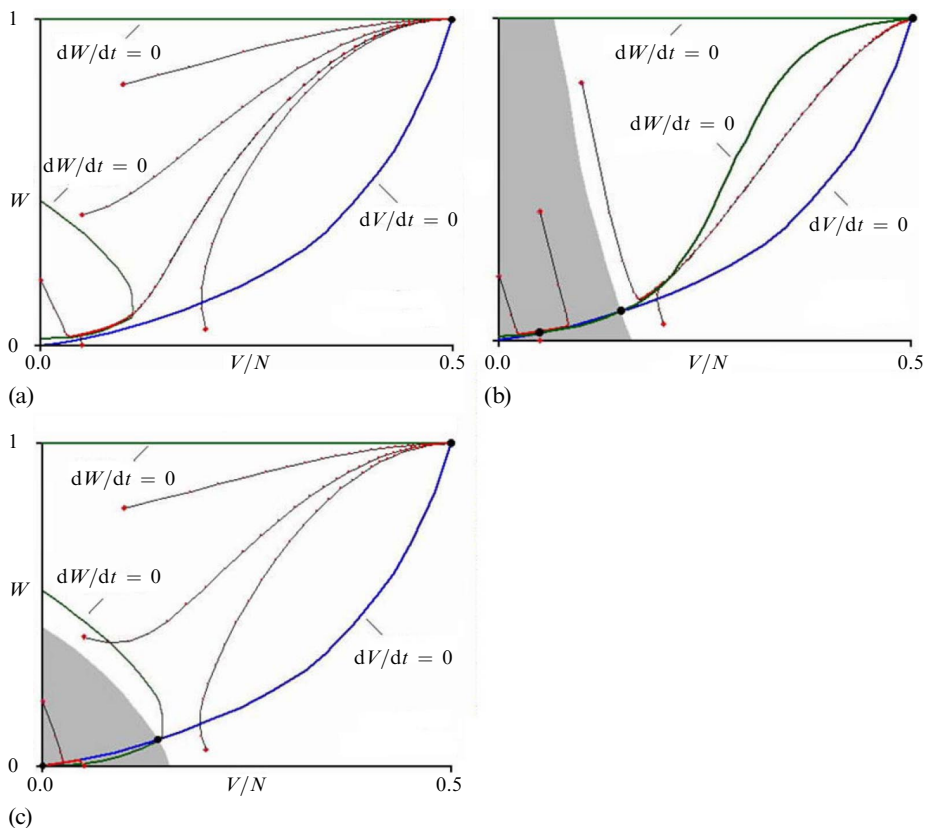 1
dW/dt = 0
dW/dt = 0
W
dV/dt = 0
0
0.0
V/N
0.5
(a)
dW/dt = 0
dW/dt = 0
dV/dt = 0
0.0
V/N
0.5
(b)
1
dW/dt = 0
dW/dt = 0
W
dV/dt = 0
0
0.0
V/N
0.5
(c)